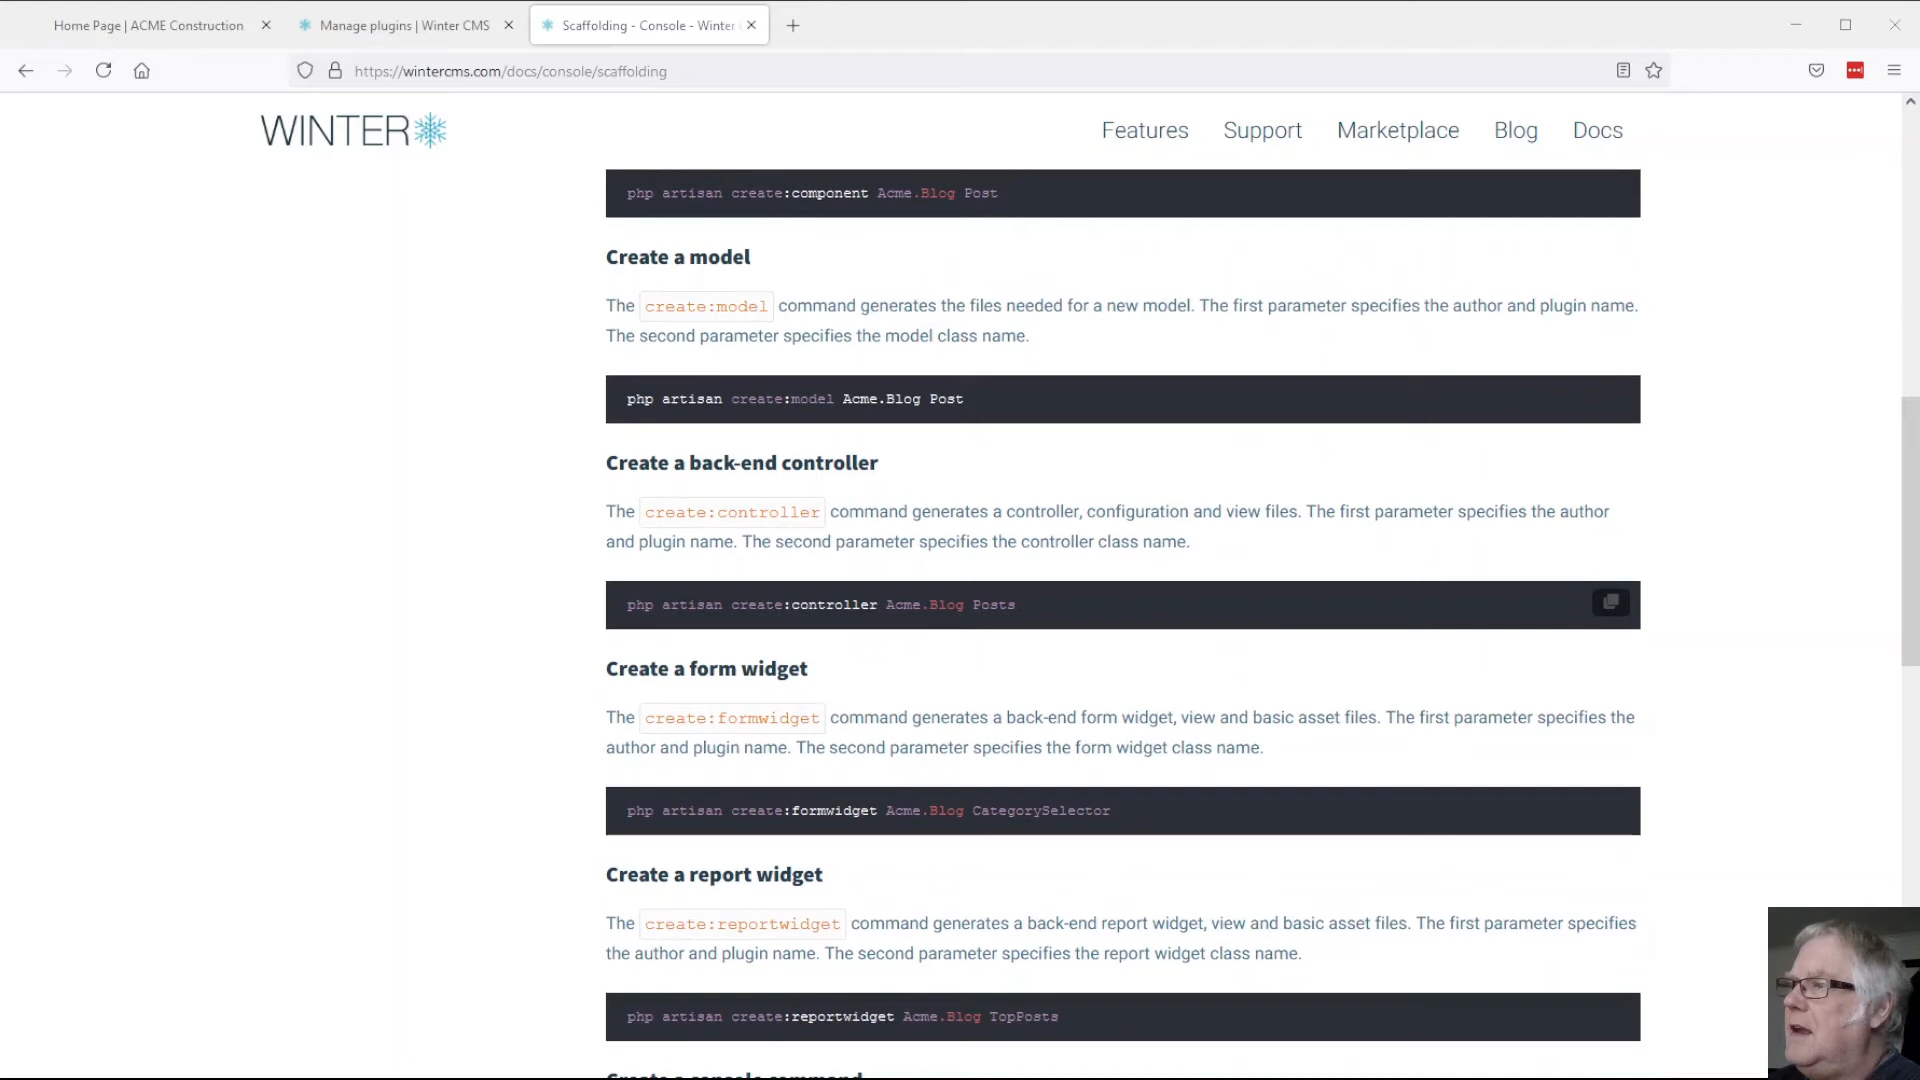 Home Page | ACME Construction
Manage plugins | Winter CMS
Scaffolding - Console - Winter
https://wintercms.com/docs/console/scaffolding
WINTER
Features Support Marketplace Blog Docs
php artisan create:component Acme.Blog Post
Create a model
The create:model command generates the files needed for a new model. The first parameter specifies the author and plugin name.
The second parameter specifies the model class name.
php artisan create:model Acme.Blog Post
Create a back-end controller
The create:controller command generates a controller, configuration and view files. The first parameter specifies the author
and plugin name. The second parameter specifies the controller class name.
php artisan create:controller Acme.Blog Posts
Create a form widget
The create:formwidget command generates a back-end form widget, view and basic asset files. The first parameter specifies the
author and plugin name. The second parameter specifies the form widget class name.
php artisan create:formwidget Acme.Blog CategorySelector
Create a report widget
The create:reportwidget command generates a back-end report widget, view and basic asset files. The first parameter specifies
the author and plugin name. The second parameter specifies the report widget class name.
php artisan create:reportwidget Acme.Blog TopPosts
Create a console command